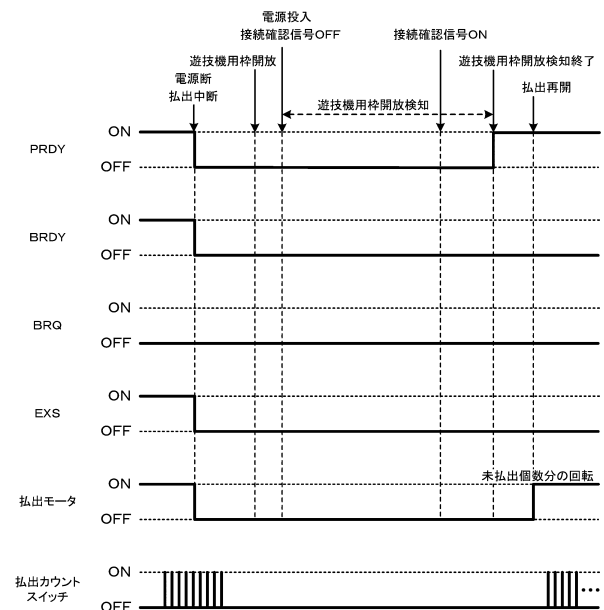 電源投入
接続確認信号OFF
接続確認信号ON
遊技機用枠開放
遊技機用枠開放検知終了
電源断
払出中断
払出再開
遊技機用枠開放検知
PRDY
ON
OFF
BRDY
ON
OFF
BRQ
ON
OFF
EXS
ON
OFF
払出モータ
ON
OFF
未払出個数分の回転
払出カウント
スイッチ
ON
OFF